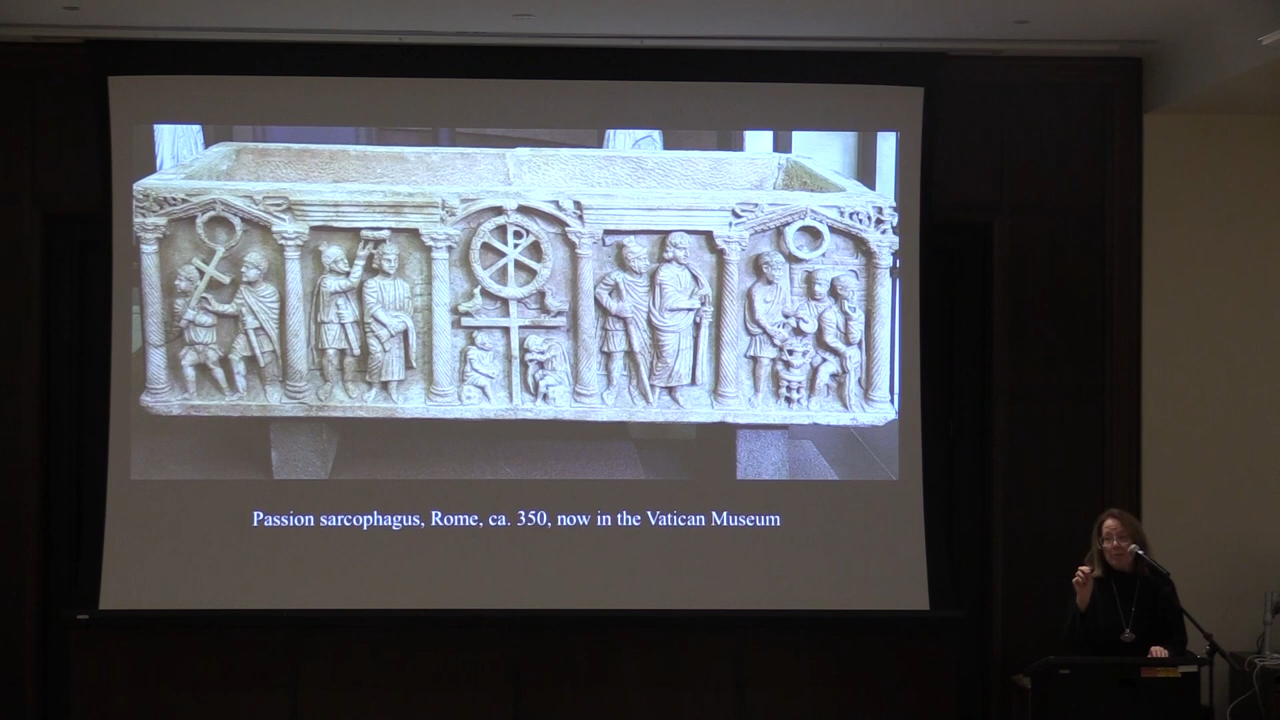 Passion sarcophagus, Rome, ca. 350, now in the Vatican Museum